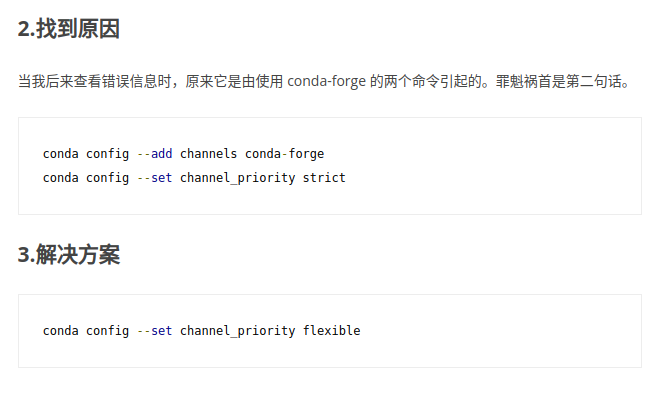 2.找到原因
当我后来查看错误信息时，原来它是由使用 conda-forge 的两个命令引起的。罪魁祸首是第二句话。
conda config --add channels conda-forge
conda config --set channel_priority strict
3.解决方案
conda config --set channel_priority flexible